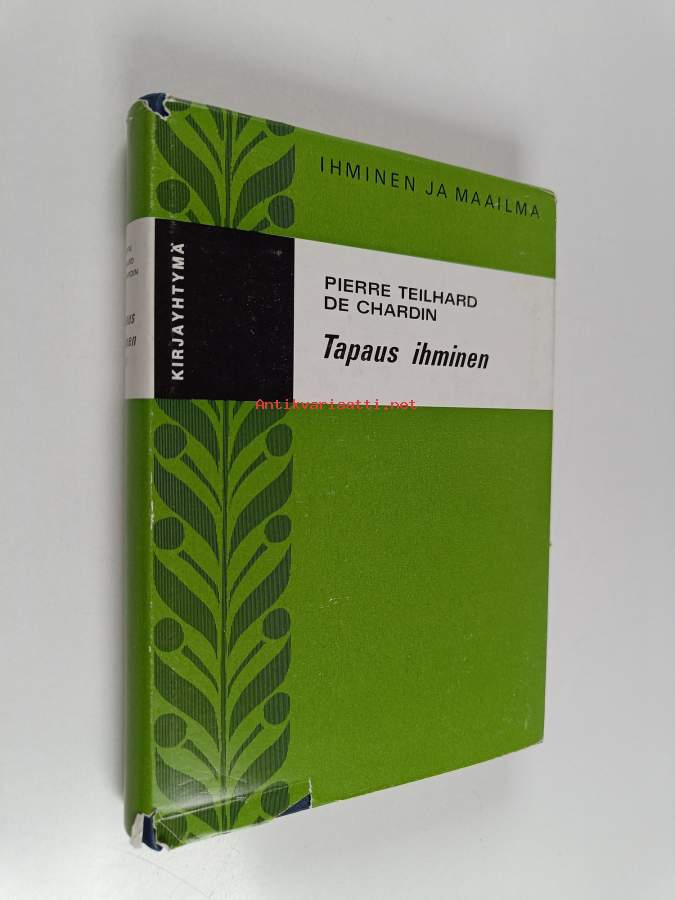 IHMINEN JA MAAILMA
PIERRE TEILHARD
DE CHARDIN
Tapaus ihminen
KIRJAYHTYMÄ
Antikvariaatti.net